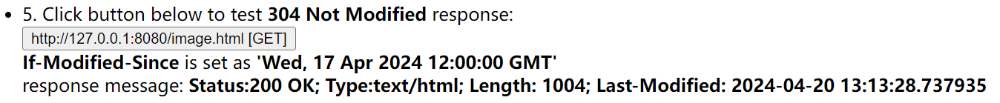 • 5. Click button below to test 304 Not Modified response:
http://127.0.0.1:8080/image.html [GET]
If-Modified-Since is set as 'Wed, 17 Apr 2024 12:00:00 GMT'
response message: Status:200 OK; Type:text/html; Length: 1004; Last-Modified: 2024-04-20 13:13:28.737935